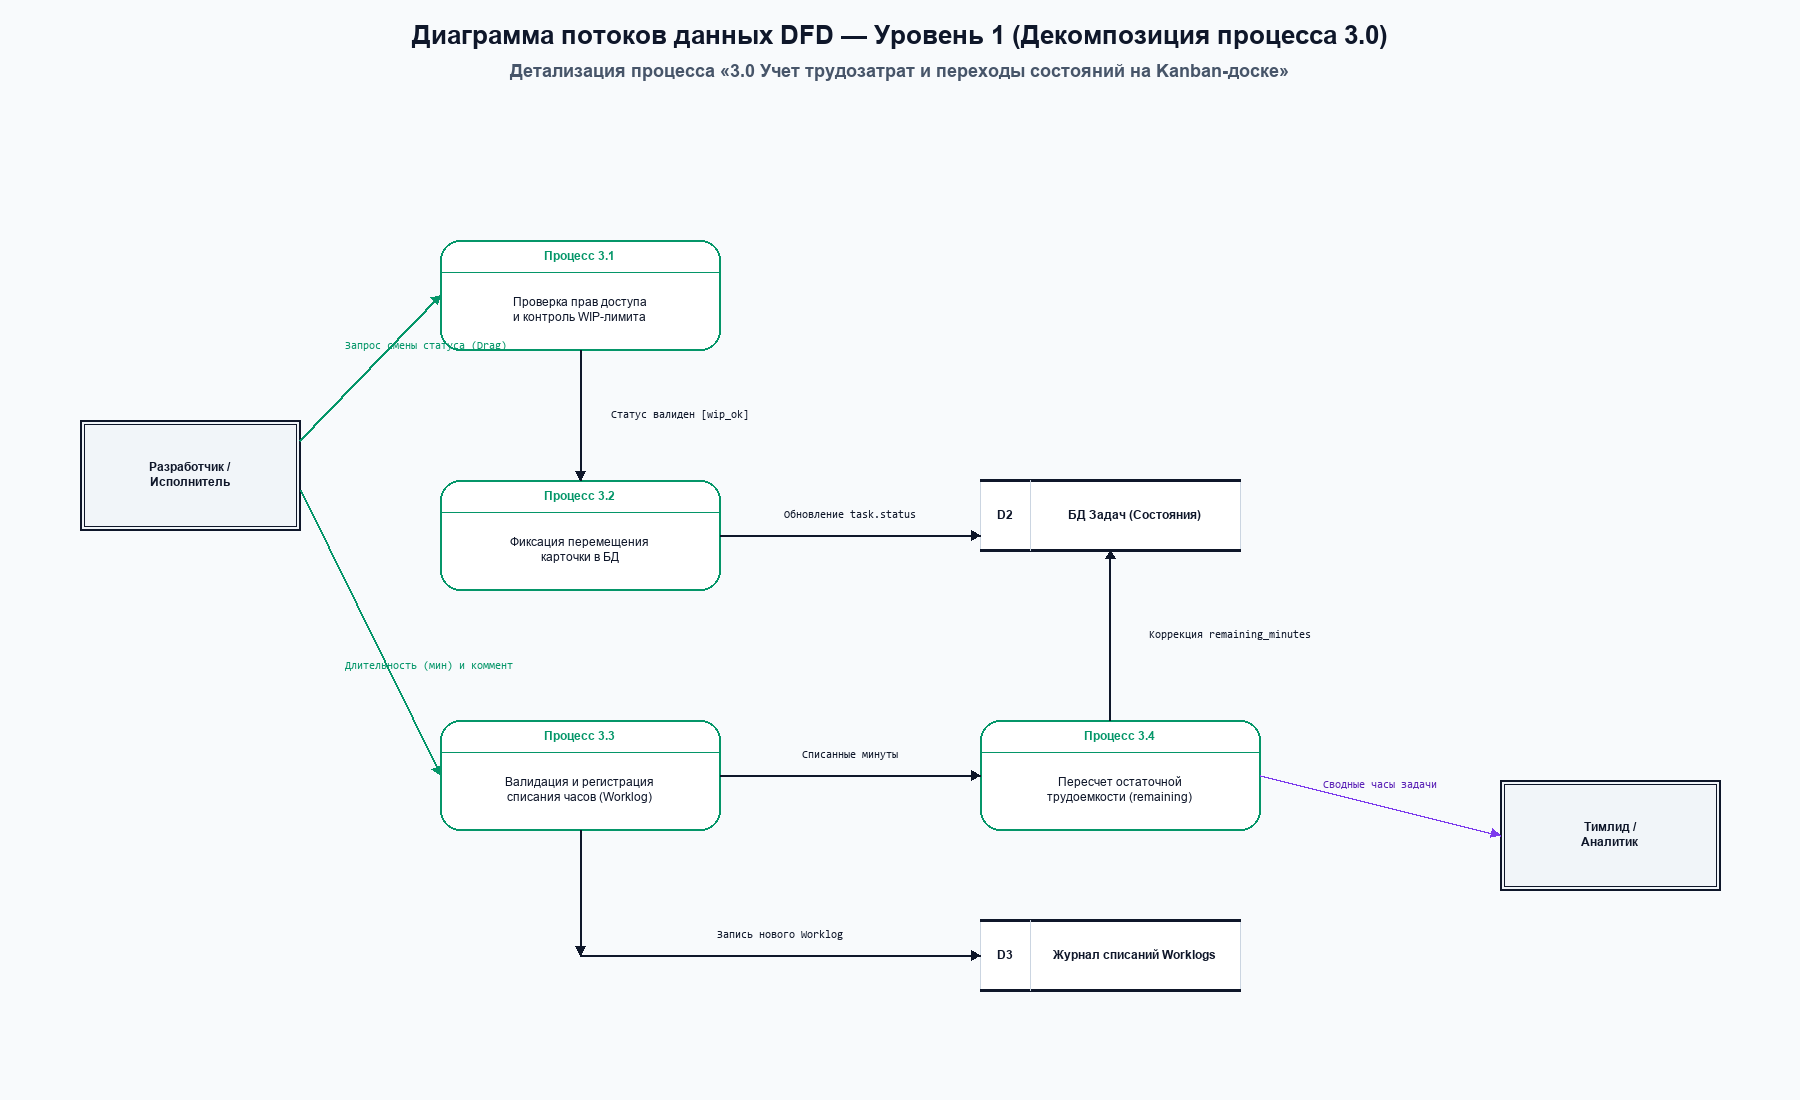 Диаграмма потоков данных DFD — Уровень 1 (Декомпозиция процесса 3.0)
Детализация процесса «3.0 Учет трудозатрат и переходы состояний на Kanban-доске»
Процесс 3.1
Проверка прав доступа
и контроль WIP-лимита
Запрос смены статуса (Drag)
Статус валиден [wip_ok]
Разработчик /
Исполнитель
Процесс 3.2
Фиксация перемещения
карточки в БД
Обновление task.status
D2
БД Задач (Состояния)
Коррекция remaining_minutes
Длительность (мин) и коммент
Процесс 3.3
Валидация и регистрация
списания часов (Worklog)
Списанные минуты
Процесс 3.4
Пересчет остаточной
трудоемкости (remaining)
Сводные часы задачи
Тимлид /
Аналитик
Запись нового Worklog
D3
Журнал списаний Worklogs